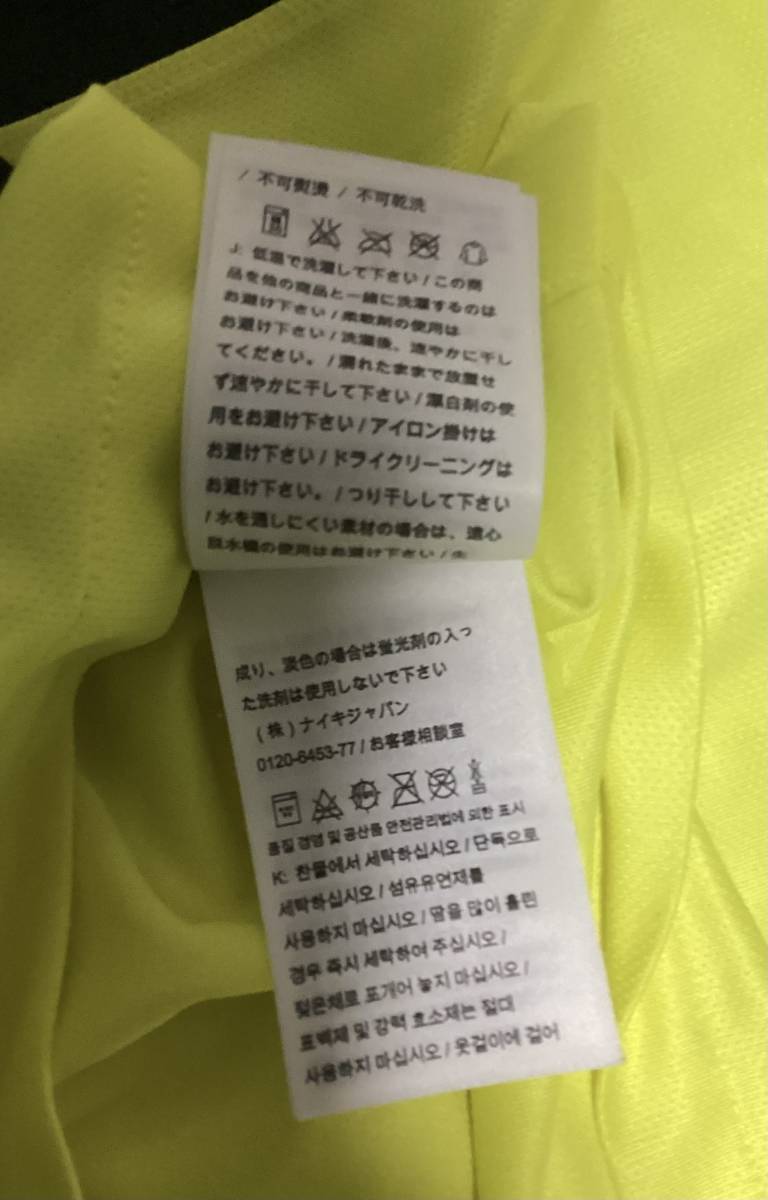 / 不可熨燙 / 不可乾洗
J: 低温で洗濯して下さい / この商
品を他の商品と一緒に洗濯するのは
お避け下さい / 柔軟剤の使用は
お避け下さい / 洗濯後、速やかに干し
てください。 / 濡れたままで放置せ
ず速やかに干して下さい / 漂白剤の使
用をお避け下さい / アイロン掛けは
お避け下さい / ドライクリーニングは
お避け下さい。 / つり干しして下さい
/ 水を通しにくい素材の場合は、遠心
脱水機の使用はお避け下さい /
成り、淡色の場合は蛍光剤の入っ
た洗剤は使用しないで下さい
(株) ナイキジャパン
0120-6453-77 / お客様相談室
품질 경영 및 공산품 안전관리법에 의한 표시
K: 찬물에서 세탁하십시오 / 단독으로
세탁하십시오 / 섬유유연제를
사용하지 마십시오 / 땀을 많이 흘린
경우 즉시 세탁하여 주십시오 /
젖은채로 포개어 놓지 마십시오 /
표백제 및 강력 효소제는 절대
사용하지 마십시오 / 옷걸이에 걸어